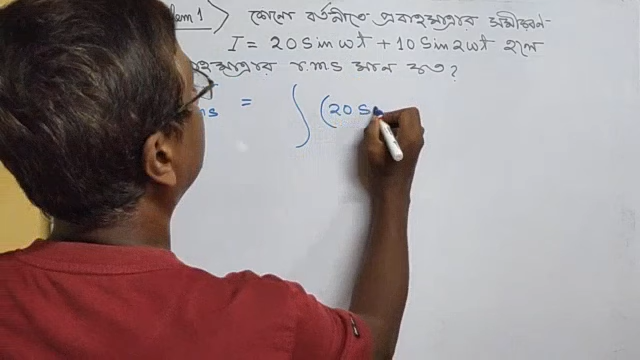 lem 1> কোনো বর্তনীতে প্রবাহমাত্রার সমীকরণ-
I = 20 sin ωt + 10 sin 2ωt হলে
প্রবাহমাত্রার r.m.s মান কত?
ms = ∫ (20 s